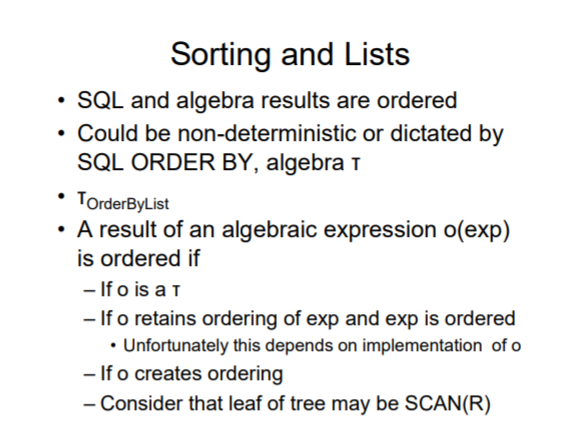 Sorting and Lists
• SQL and algebra results are ordered
• Could be non-deterministic or dictated by
SQL ORDER BY, algebra τ
• τOrderByList
• A result of an algebraic expression o(exp)
is ordered if
– If o is a τ
– If o retains ordering of exp and exp is ordered
• Unfortunately this depends on implementation of o
– If o creates ordering
– Consider that leaf of tree may be SCAN(R)